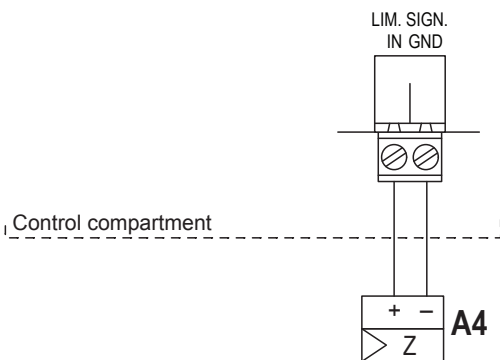 LIM. SIGN.
IN GND
Control compartment
+ −
A4
Z